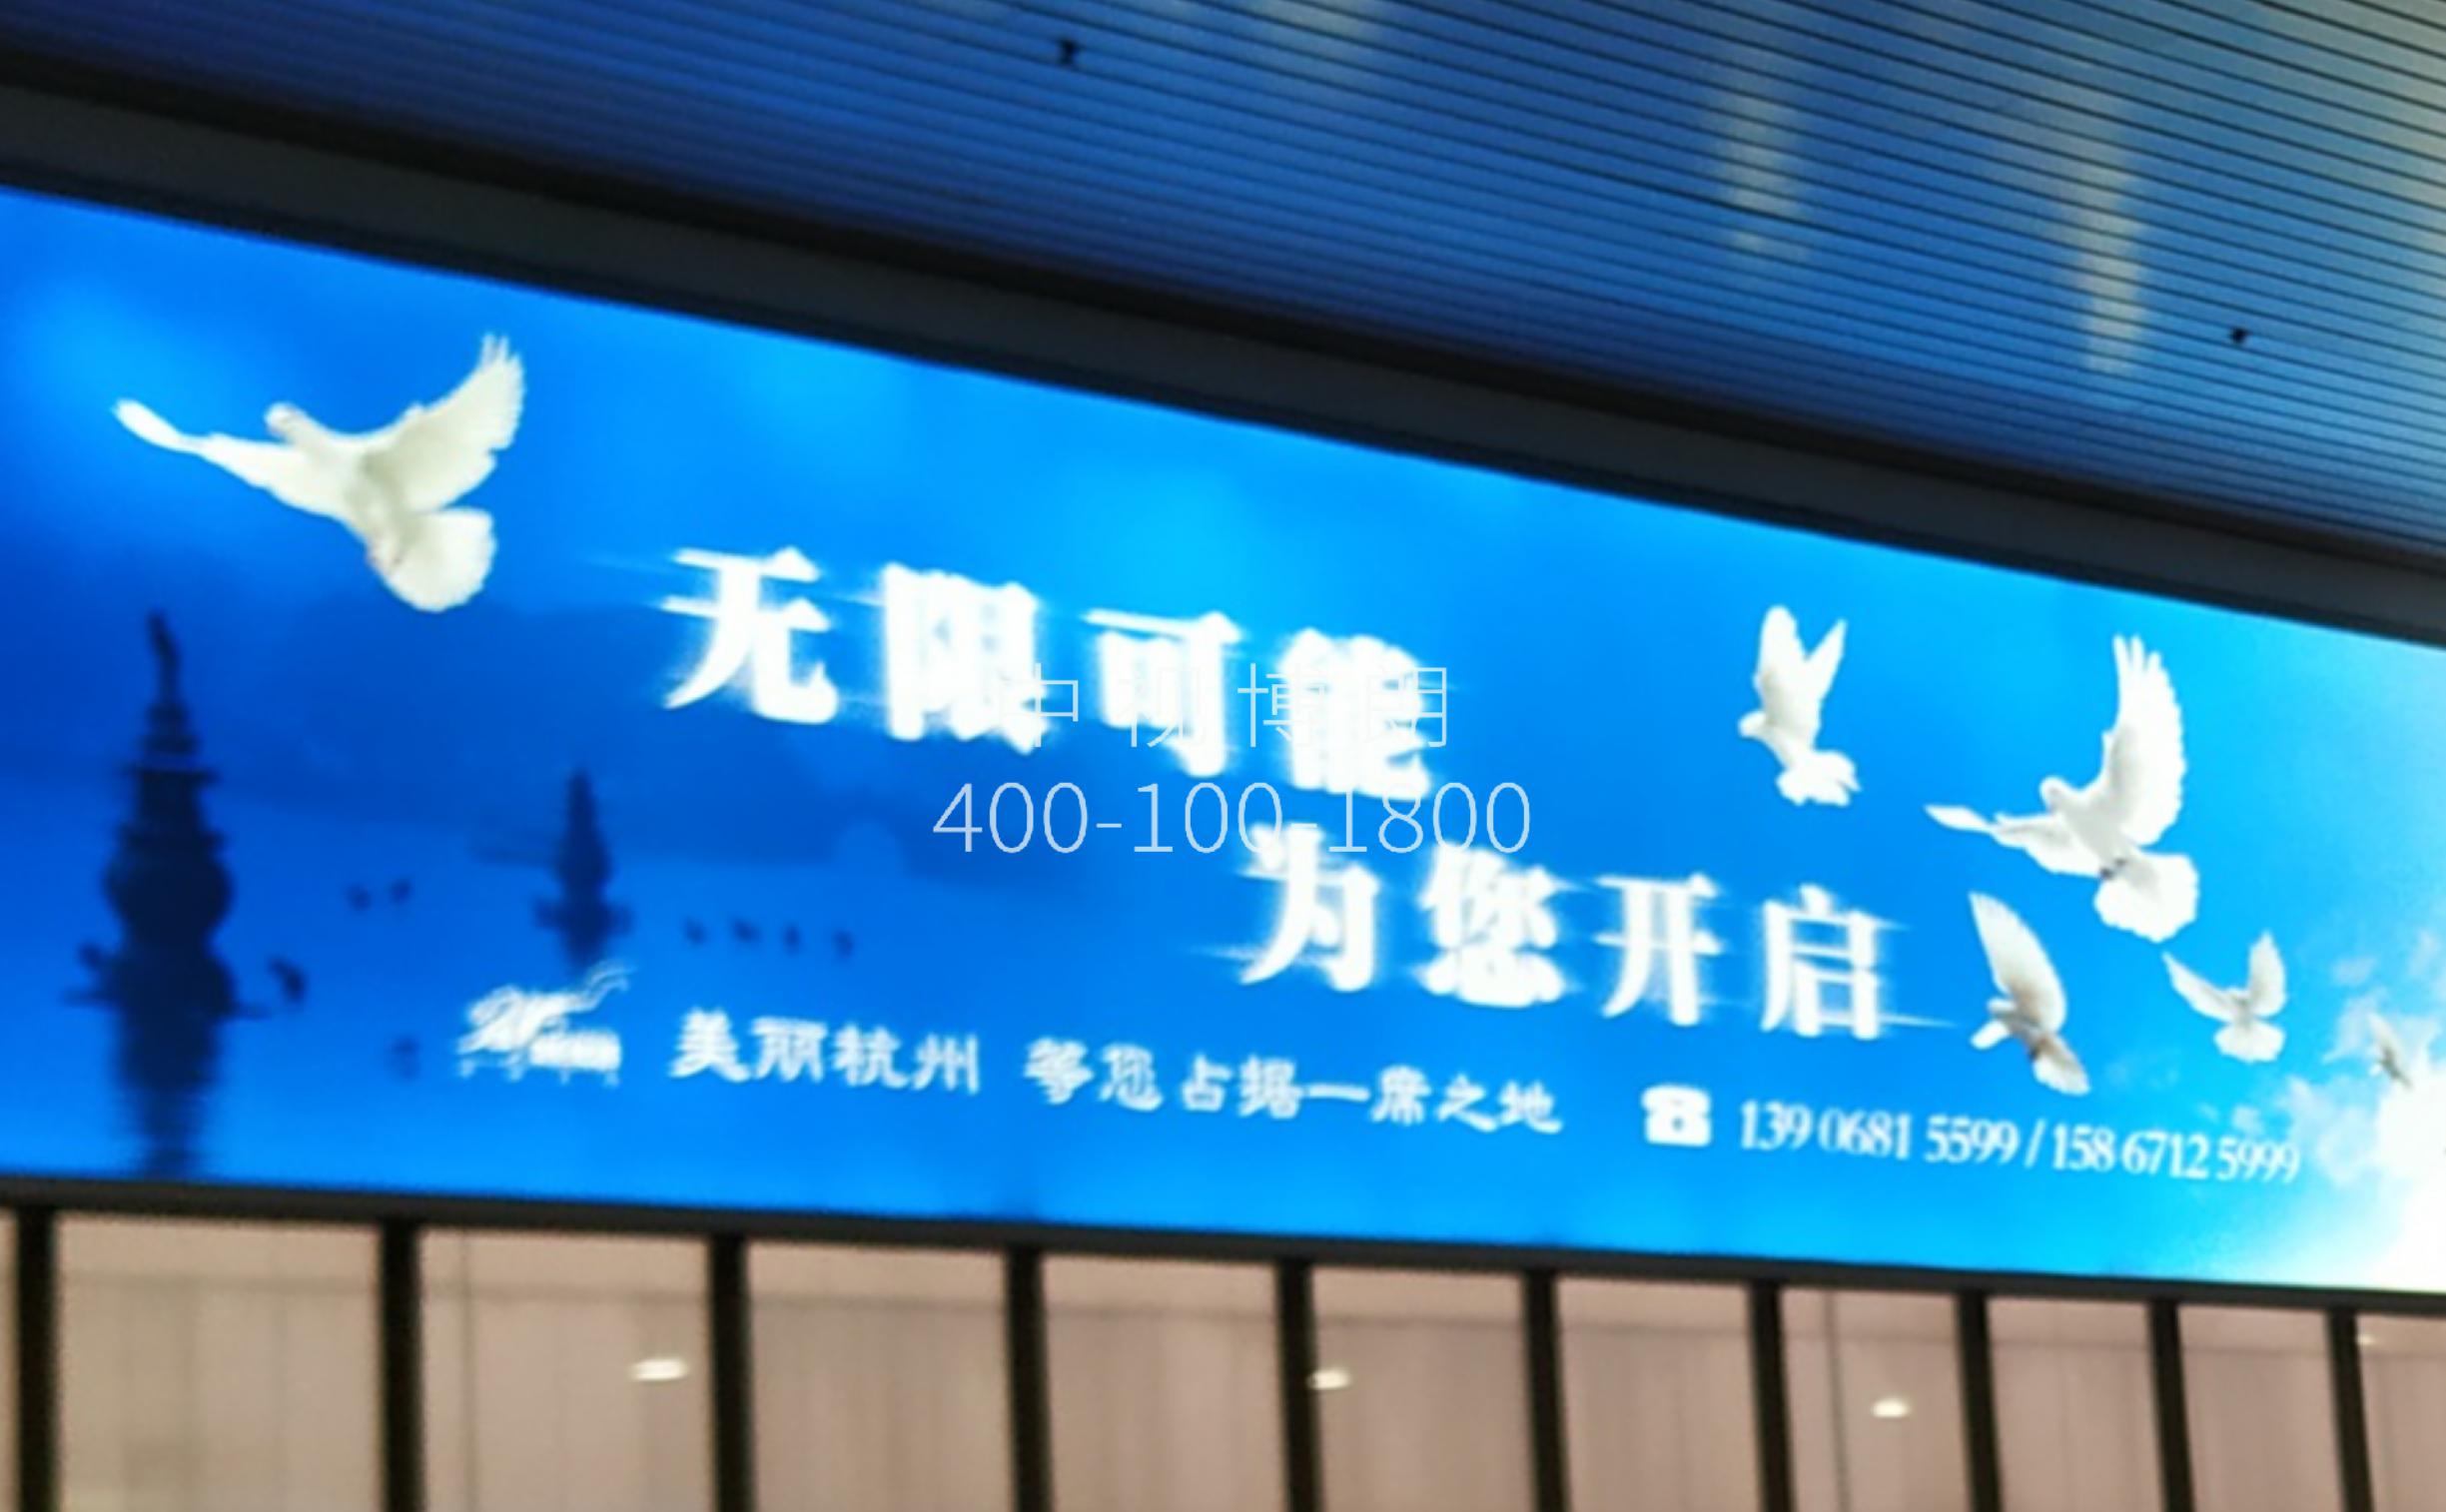 无限可能
中视博朗
400-100-1800
为您开启
美丽杭州 等您占据一席之地 ☎ 139 0681 5599 / 158 6712 5999